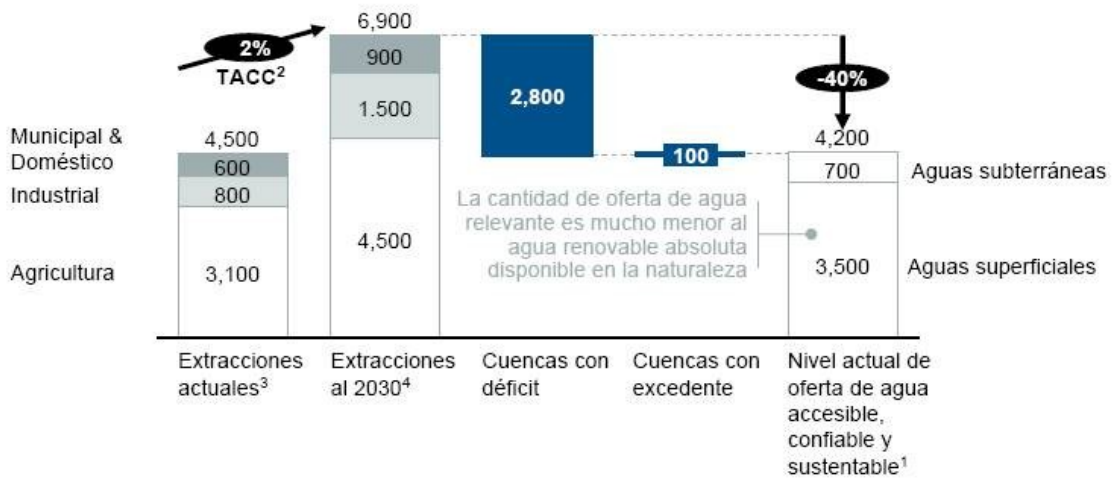 2%
TACC2
6,900
900
1.500
4,500
Municipal &
Doméstico
Industrial
Agricultura
4,500
600
800
3,100
2,800
100
-40%
4,200
700
3,500
Aguas subterráneas
Aguas superficiales
La cantidad de oferta de agua
relevante es mucho menor al
agua renovable absoluta
disponible en la naturaleza
Extracciones
actuales3
Extracciones
al 20304
Cuencas con
déficit
Cuencas con
excedente
Nivel actual de
oferta de agua
accesible,
confiable y
sustentable1